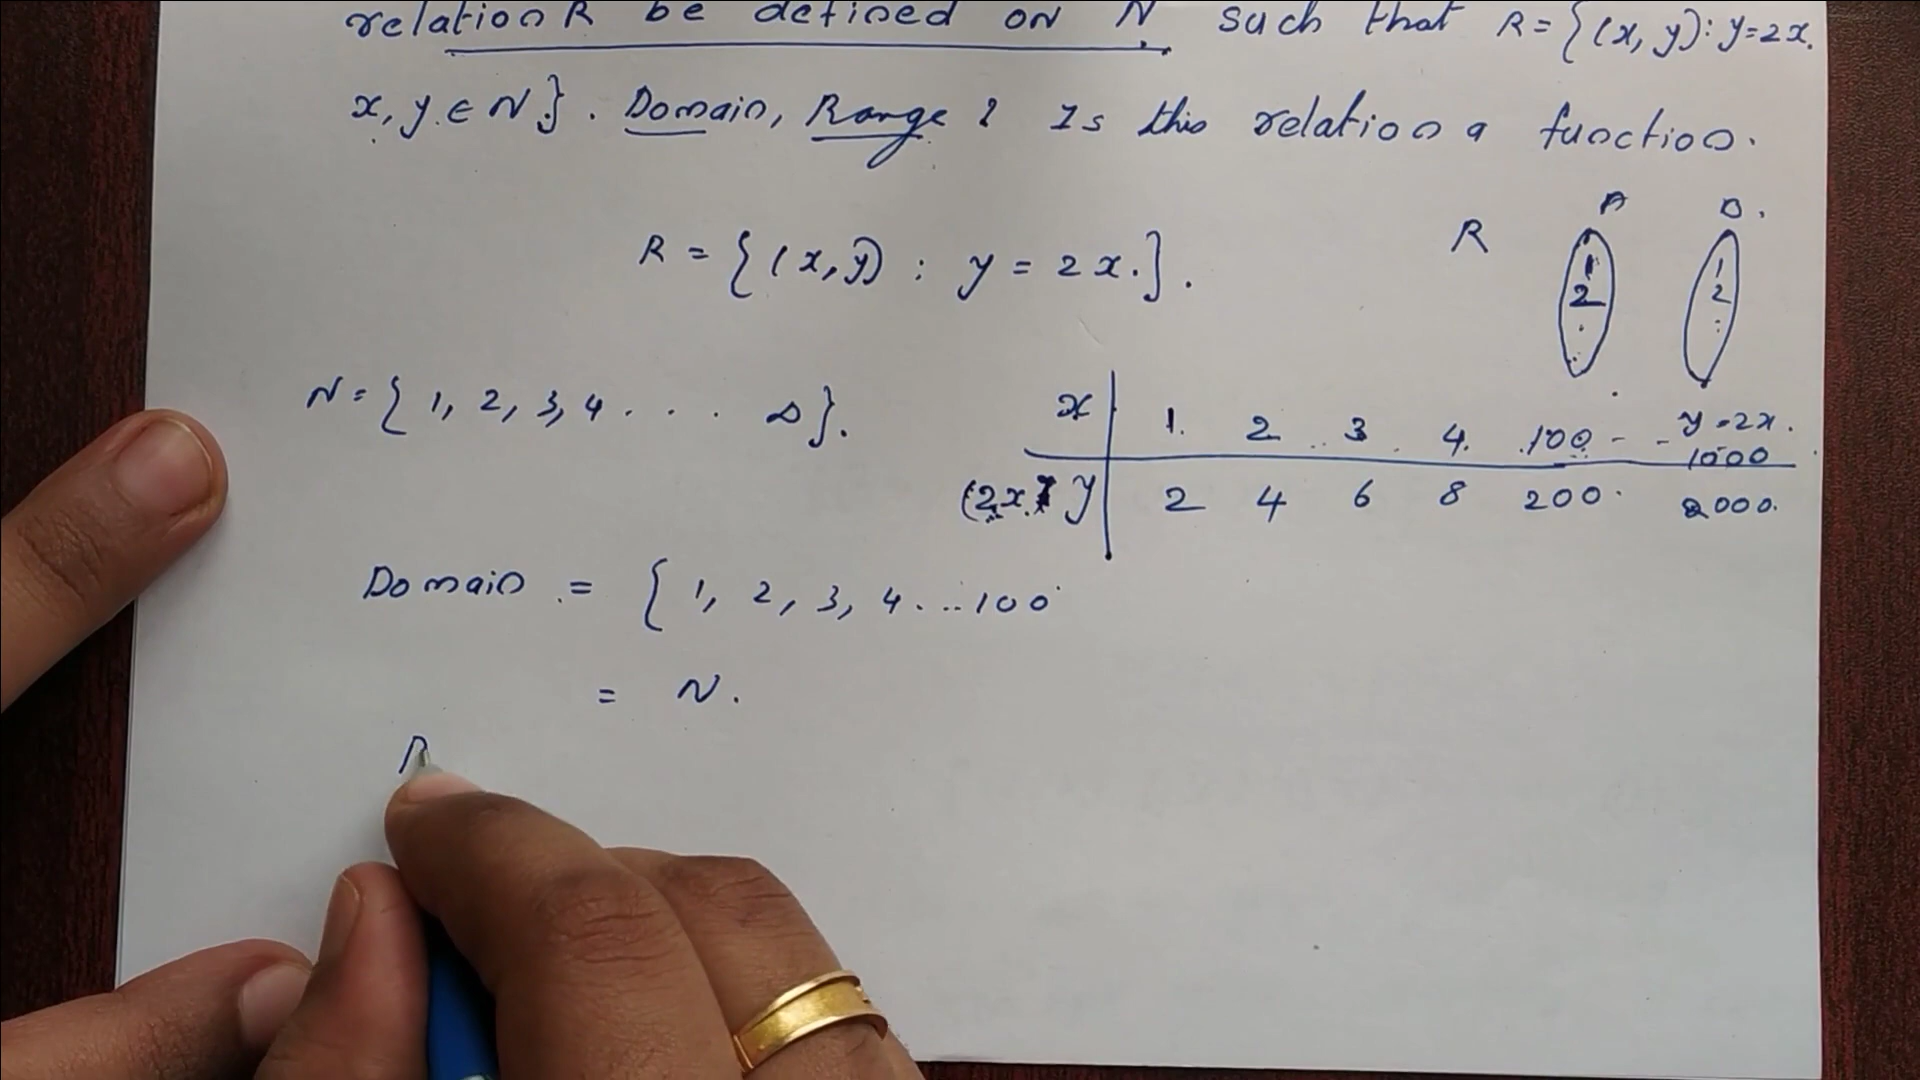 relation R be defined on N such that R = {(x, y) : y = 2x.
x, y ∈ N}. Domain, Range ? Is this relation a function.
R = {(x, y) : y = 2x.}.
R A B.
1 2 . . 1 2 :
N = { 1, 2, 3, 4 . . . ∞}.
y = 2x.
x 1. 2 .. 3 . 4. .100 - - 1000
(2x) y 2 4 6 8 200. 2000.
Domain = { 1, 2, 3, 4 . ... 100
= N.
R